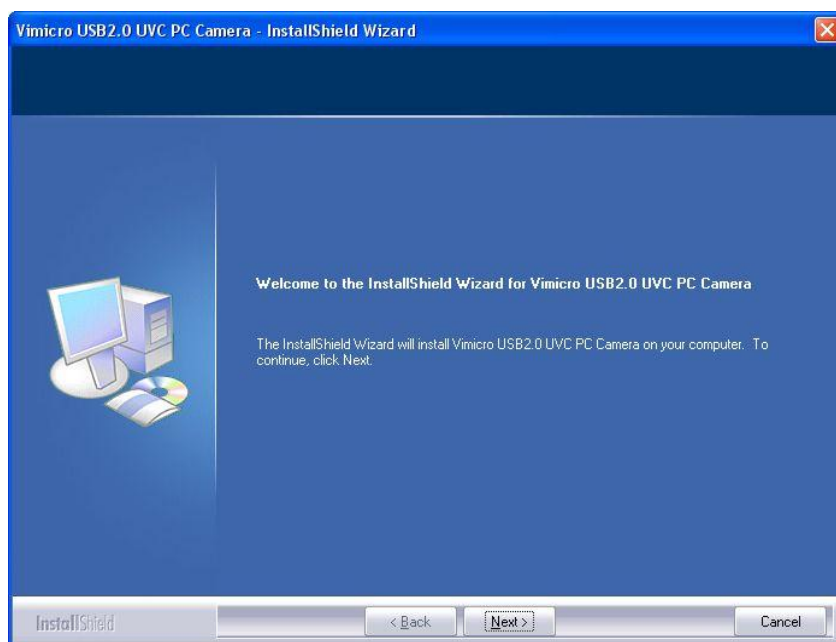 Vimicro USB2.0 UVC PC Camera - InstallShield Wizard
Welcome to the InstallShield Wizard for Vimicro USB2.0 UVC PC Camera
The InstallShield Wizard will install Vimicro USB2.0 UVC PC Camera on your computer. To
continue, click Next.
InstallShield
< Back
Next >
Cancel